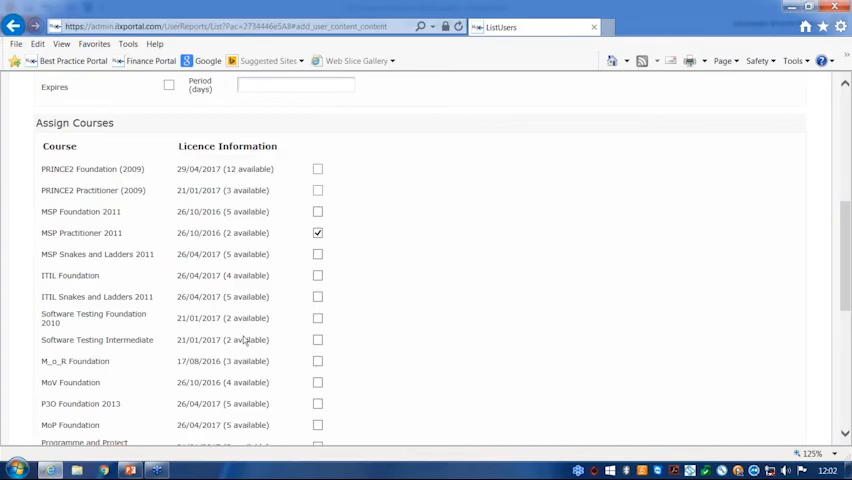 https://admin.ilxportal.com/UserReports/List?Pac=2734446e5A8#add_user_content_content
ListUsers
File Edit View Favorites Tools Help
Best Practice Portal Finance Portal Google Suggested Sites Web Slice Gallery Page Safety Tools
Expires Period (days)
Assign Courses
Course Licence Information
PRINCE2 Foundation (2009) 29/04/2017 (12 available)
PRINCE2 Practitioner (2009) 21/01/2017 (3 available)
MSP Foundation 2011 26/10/2016 (5 available)
MSP Practitioner 2011 26/10/2016 (2 available)
MSP Snakes and Ladders 2011 26/04/2017 (5 available)
ITIL Foundation 26/04/2017 (4 available)
ITIL Snakes and Ladders 2011 26/04/2017 (5 available)
Software Testing Foundation 2010 21/01/2017 (2 available)
Software Testing Intermediate 21/01/2017 (2 available)
M_o_R Foundation 17/08/2016 (3 available)
MoV Foundation 26/10/2016 (4 available)
P3O Foundation 2013 26/04/2017 (5 available)
MoP Foundation 26/04/2017 (5 available)
Programme and Project
125%
12:02